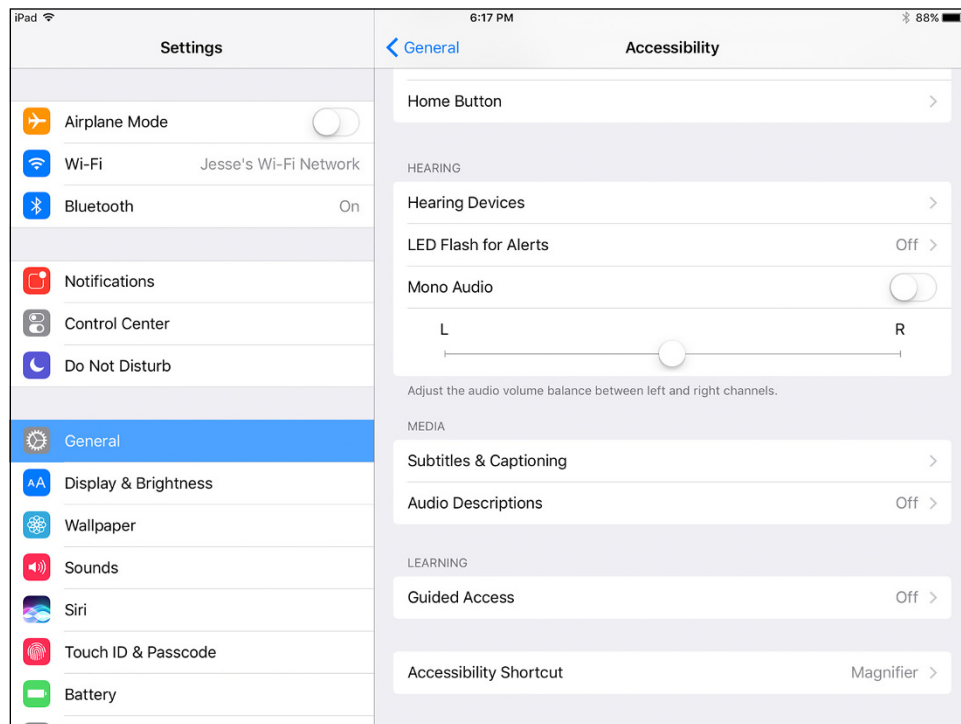 iPad 6:17 PM 88%
Settings
General Accessibility
Airplane Mode
Wi-Fi Jesse's Wi-Fi Network
Bluetooth On
Notifications
Control Center
Do Not Disturb
General
AA Display & Brightness
Wallpaper
Sounds
Siri
Touch ID & Passcode
Battery
Home Button
HEARING
Hearing Devices
LED Flash for Alerts Off
Mono Audio
L R
Adjust the audio volume balance between left and right channels.
MEDIA
Subtitles & Captioning
Audio Descriptions Off
LEARNING
Guided Access Off
Accessibility Shortcut Magnifier